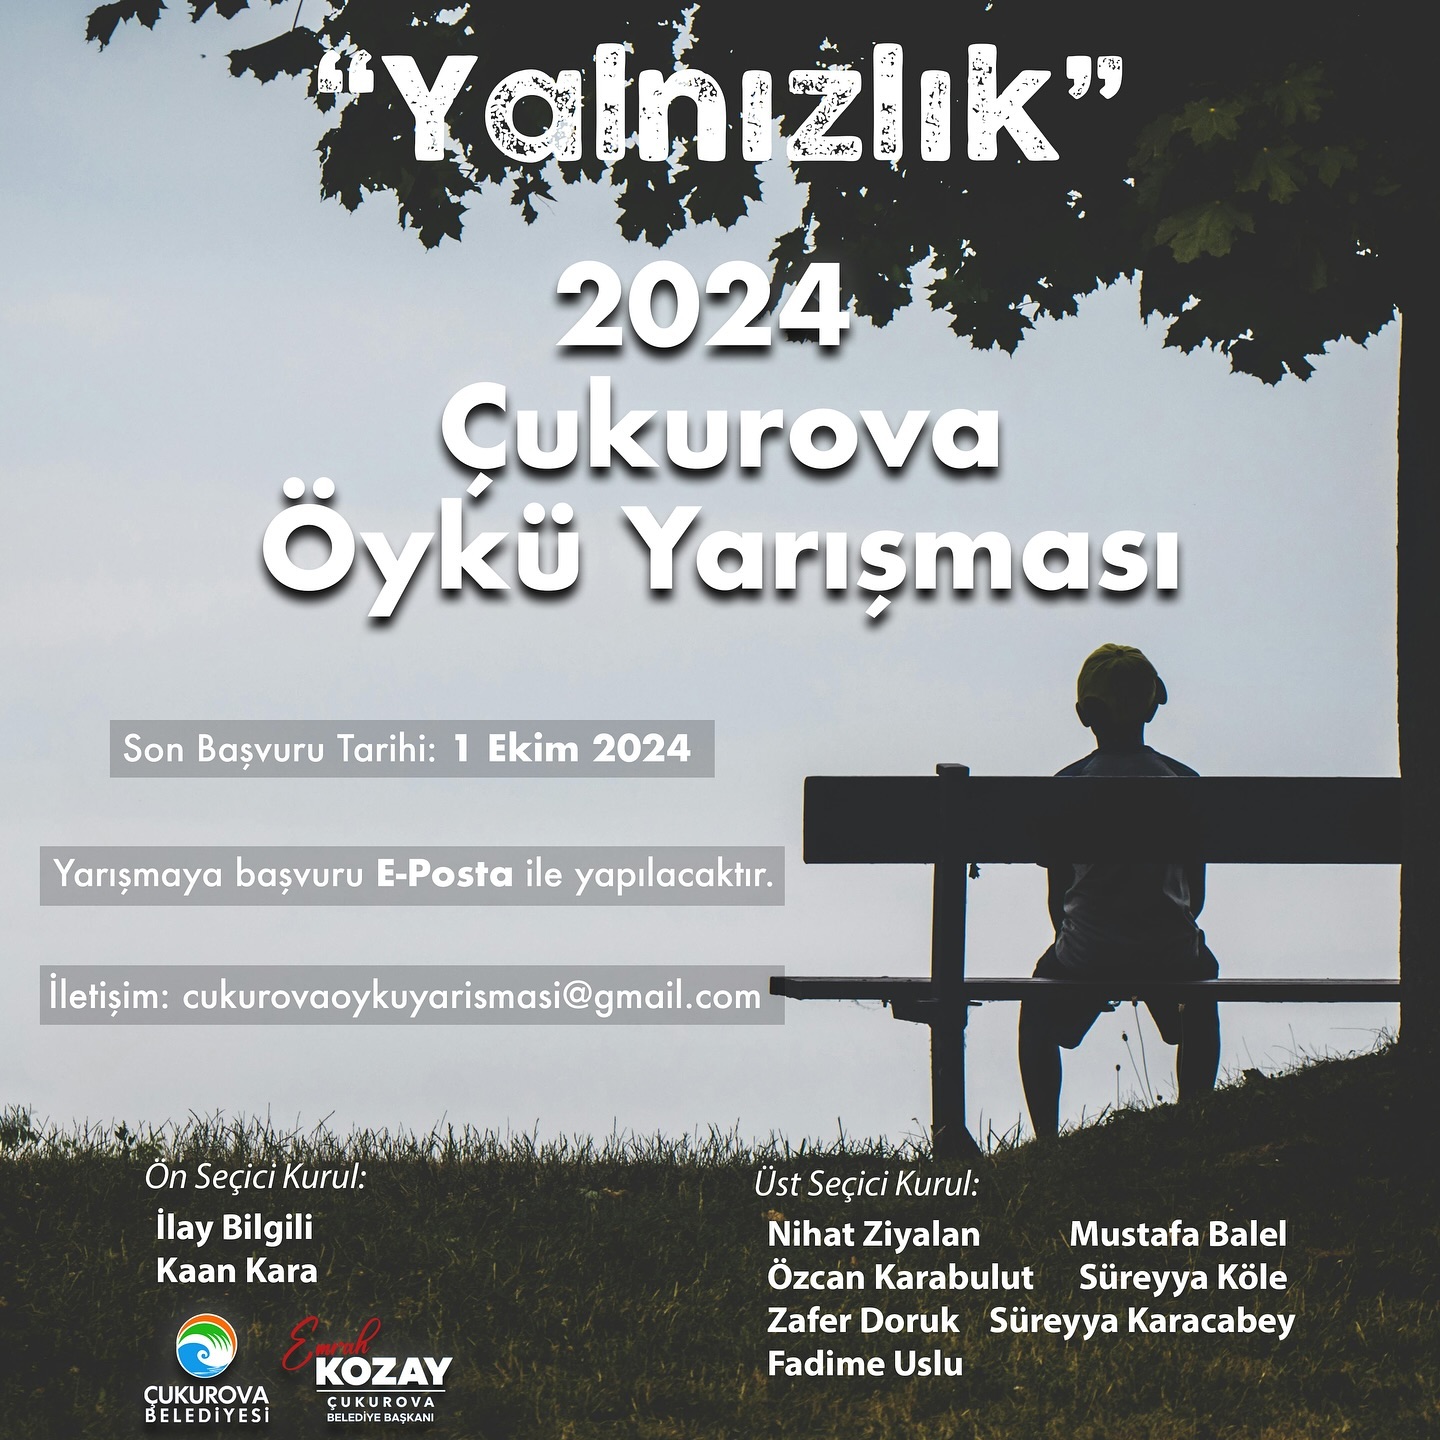 “Yalnızlık”
2024
Çukurova
Öykü Yarışması
Son Başvuru Tarihi: 1 Ekim 2024
Yarışmaya başvuru E-Posta ile yapılacaktır.
İletişim: cukurovaoykuyarismasi@gmail.com
Ön Seçici Kurul:
İlay Bilgili
Kaan Kara
Üst Seçici Kurul:
Nihat Ziyalan Mustafa Balel
Özcan Karabulut Süreyya Köle
Zafer Doruk Süreyya Karacabey
Fadime Uslu
ÇUKUROVA
BELEDİYESİ
Emrah
KOZAY
ÇUKUROVA
BELEDİYE BAŞKANI